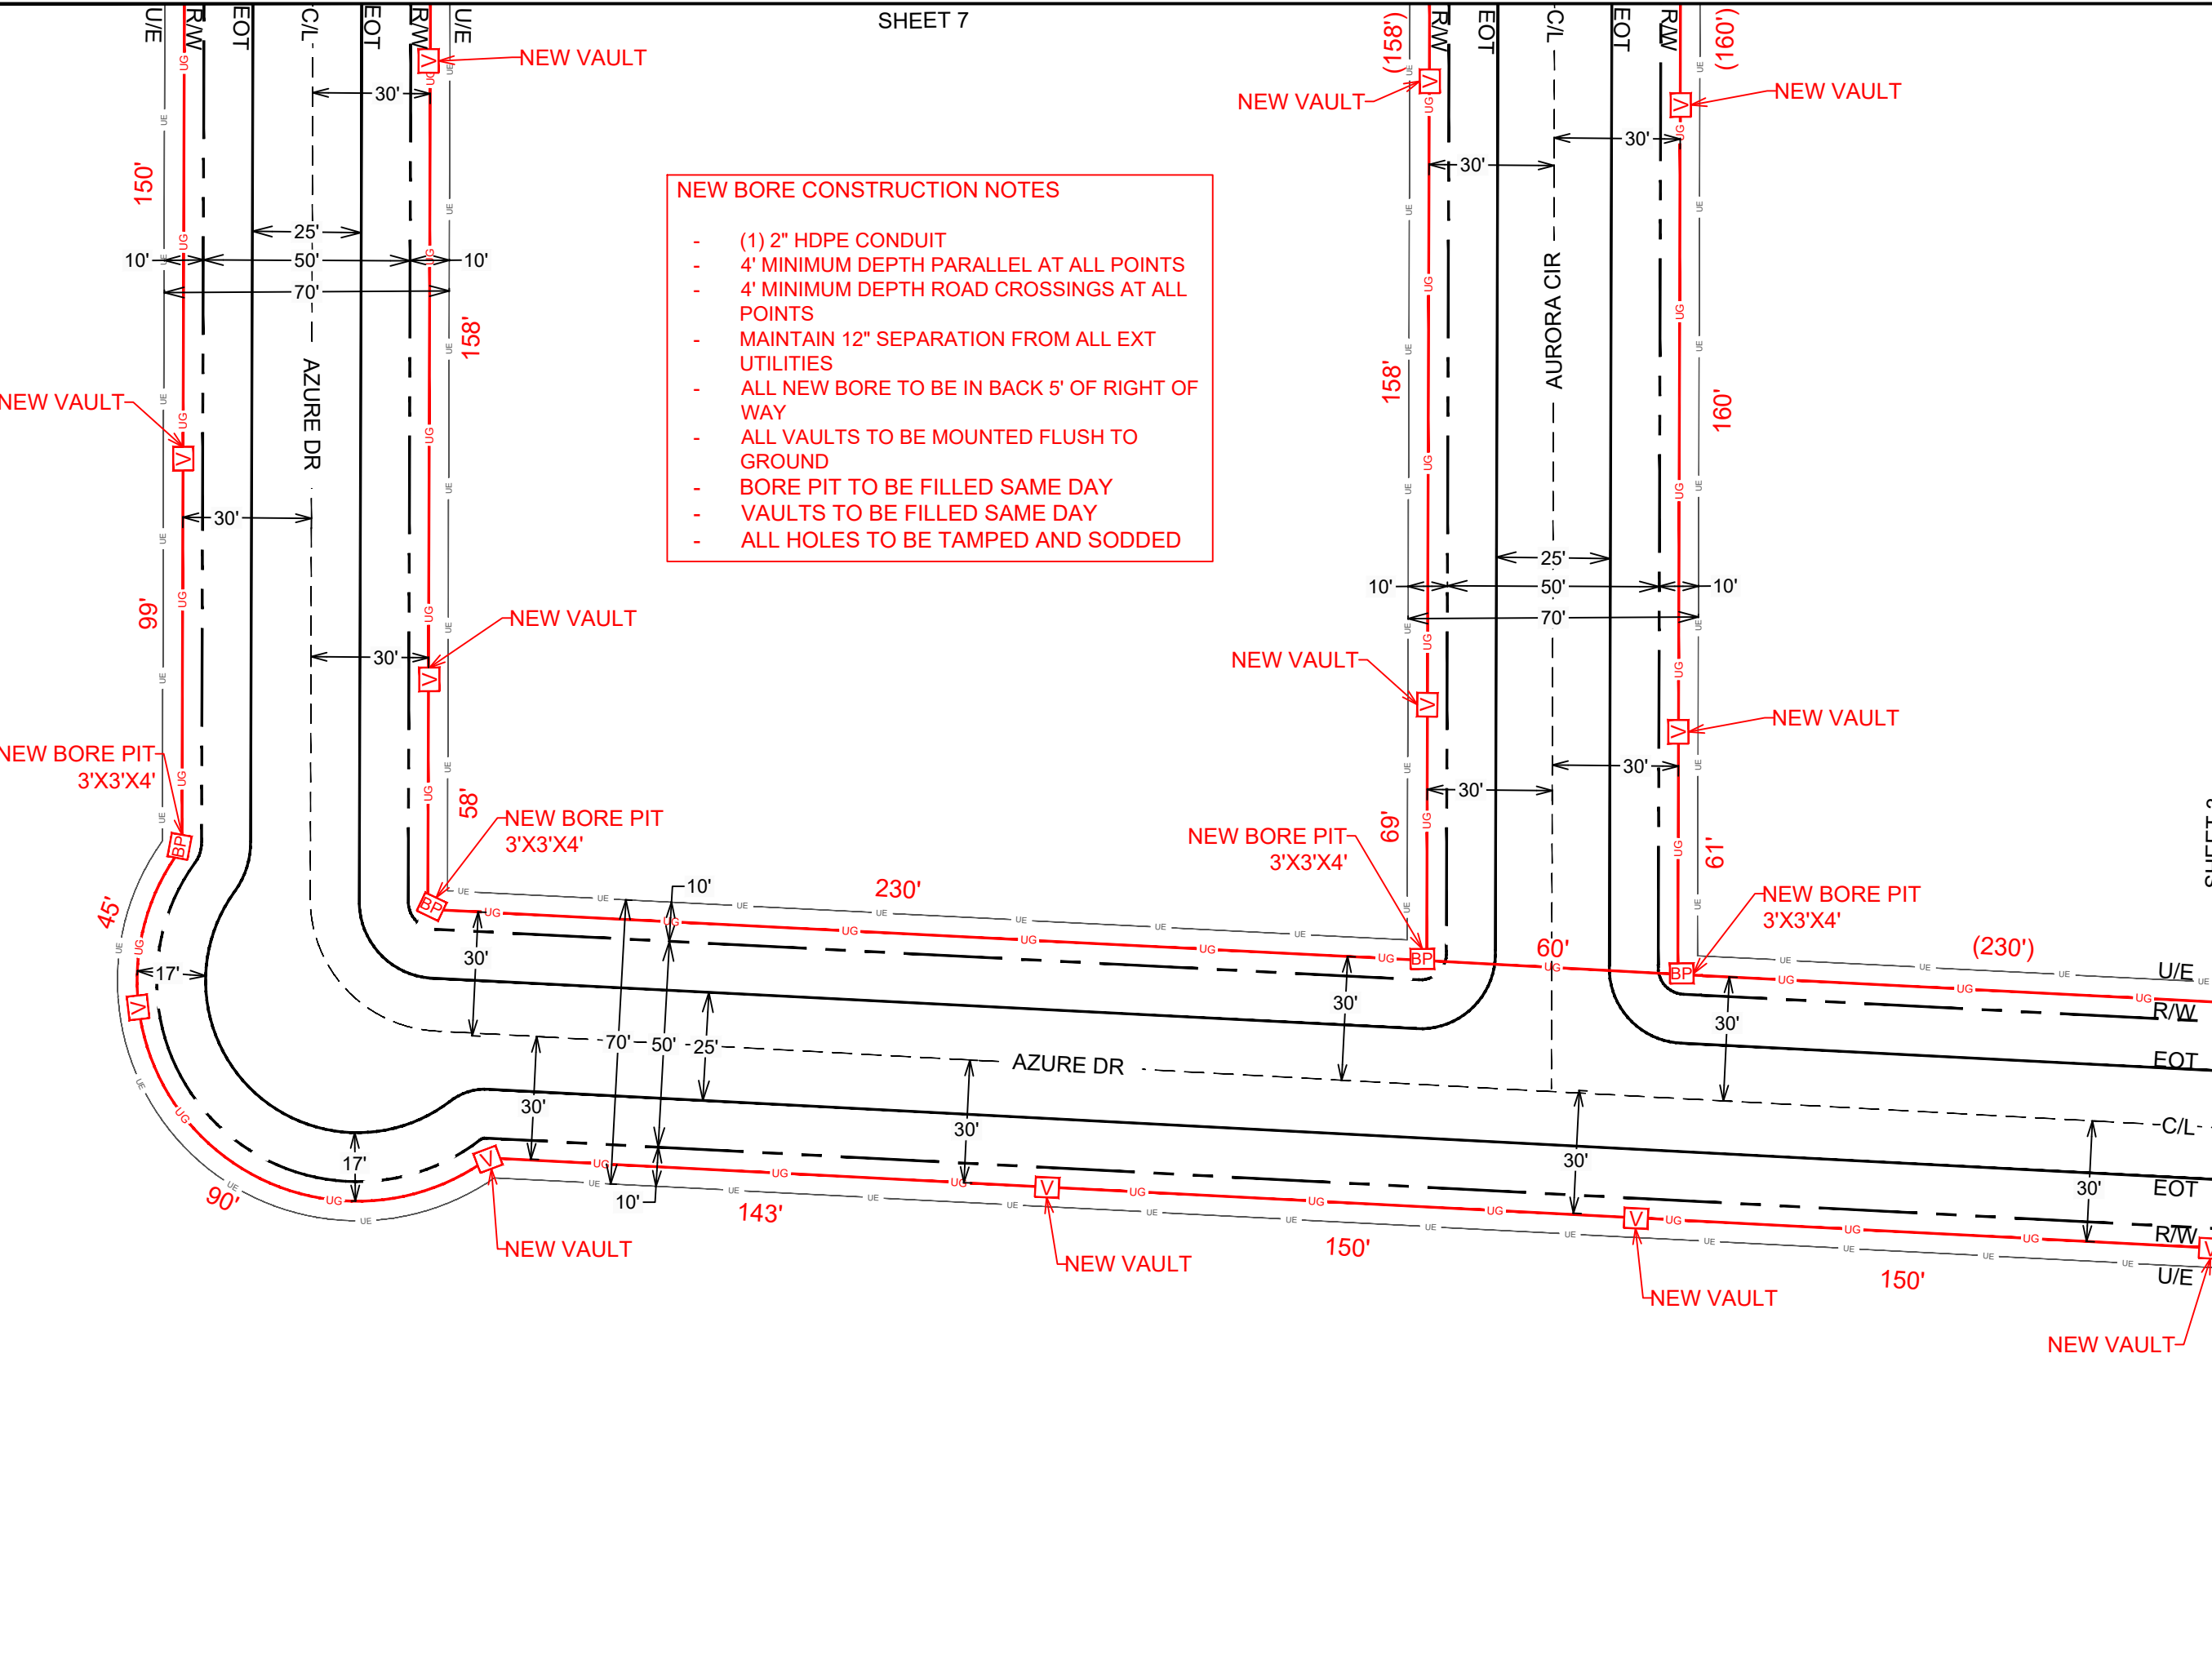 SHEET 7
U/E
R/W
EOT
C/L
EOT
R/W
U/E
(158')
R/W
EOT
C/L
EOT
R/W
(160')
NEW VAULT
NEW VAULT
NEW VAULT
30'
30'
30'
150'
25'
10'
50'
10'
70'
158'
NEW BORE CONSTRUCTION NOTES
- (1) 2" HDPE CONDUIT
- 4' MINIMUM DEPTH PARALLEL AT ALL POINTS
- 4' MINIMUM DEPTH ROAD CROSSINGS AT ALL
POINTS
- MAINTAIN 12" SEPARATION FROM ALL EXT
UTILITIES
- ALL NEW BORE TO BE IN BACK 5' OF RIGHT OF
WAY
- ALL VAULTS TO BE MOUNTED FLUSH TO
GROUND
- BORE PIT TO BE FILLED SAME DAY
- VAULTS TO BE FILLED SAME DAY
- ALL HOLES TO BE TAMPED AND SODDED
AURORA CIR
158'
160'
AZURE DR
NEW VAULT
V
30'
99'
NEW VAULT
30'
25'
10'
50'
10'
70'
NEW VAULT
NEW VAULT
30'
30'
NEW BORE PIT
3'X3'X4'
58'
NEW BORE PIT
3'X3'X4'
69'
NEW BORE PIT
3'X3'X4'
61'
NEW BORE PIT
3'X3'X4'
BP
BP
BP
BP
10'
230'
60'
(230')
45'
17'
30'
30'
30'
U/E
R/W
EOT
C/L
EOT
R/W
U/E
70'
50'
25'
AZURE DR
30'
30'
30'
30'
17'
10'
90'
143'
150'
150'
V
V
V
NEW VAULT
NEW VAULT
NEW VAULT
NEW VAULT
UG
UE